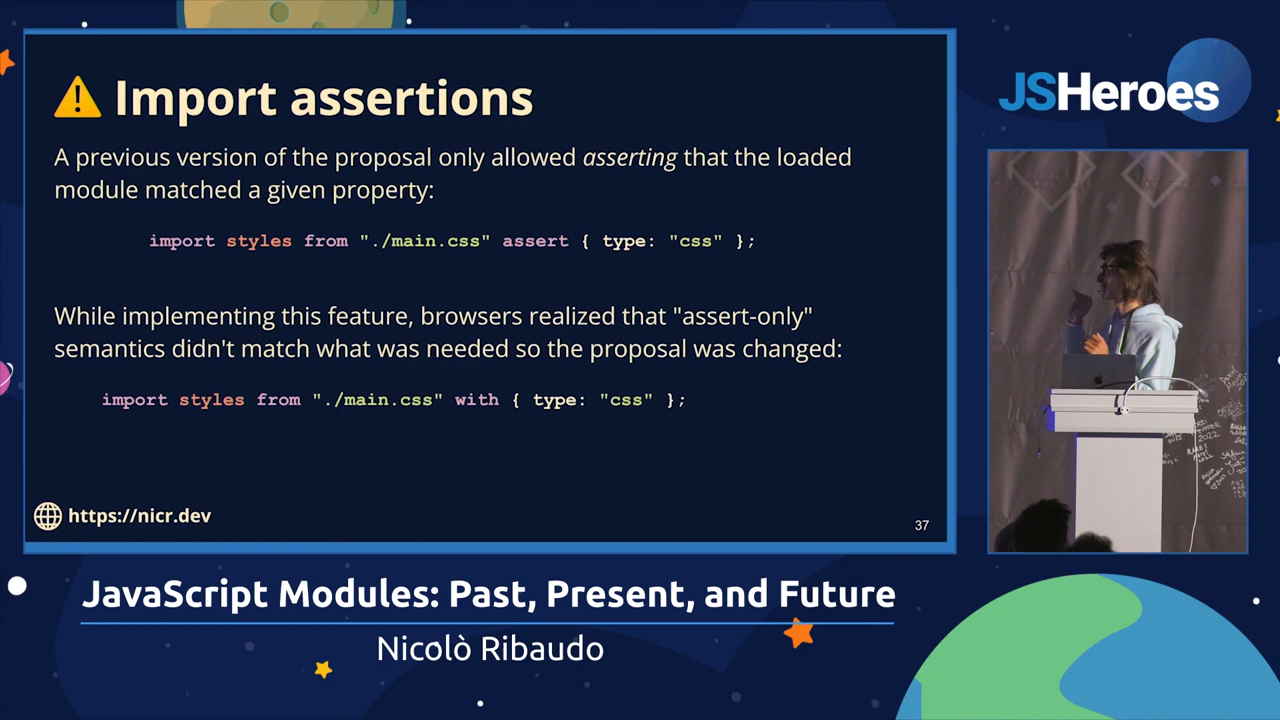 ⚠ Import assertions
A previous version of the proposal only allowed asserting that the loaded
module matched a given property:
import styles from "./main.css" assert { type: "css" };
While implementing this feature, browsers realized that "assert-only"
semantics didn't match what was needed so the proposal was changed:
import styles from "./main.css" with { type: "css" };
https://nicr.dev
37
JSHeroes
2022
JavaScript Modules: Past, Present, and Future
Nicolò Ribaudo